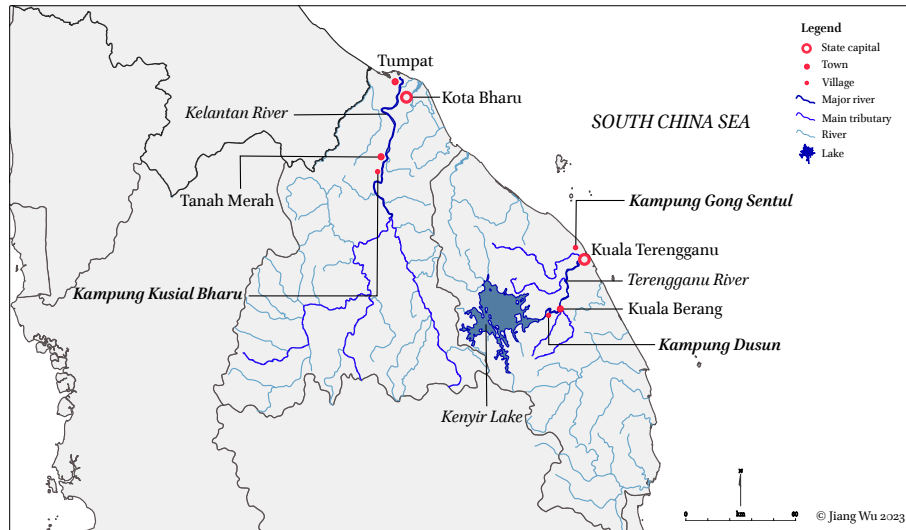 Legend
State capital
Town
Village
Major river
Main tributary
River
Lake
Tumpat
Kota Bharu
Kelantan River
SOUTH CHINA SEA
Tanah Merah
Kampung Gong Sentul
Kuala Terengganu
Terengganu River
Kampung Kusial Bharu
Kuala Berang
Kampung Dusun
Kenyir Lake
N
0 km 60
© Jiang Wu 2023